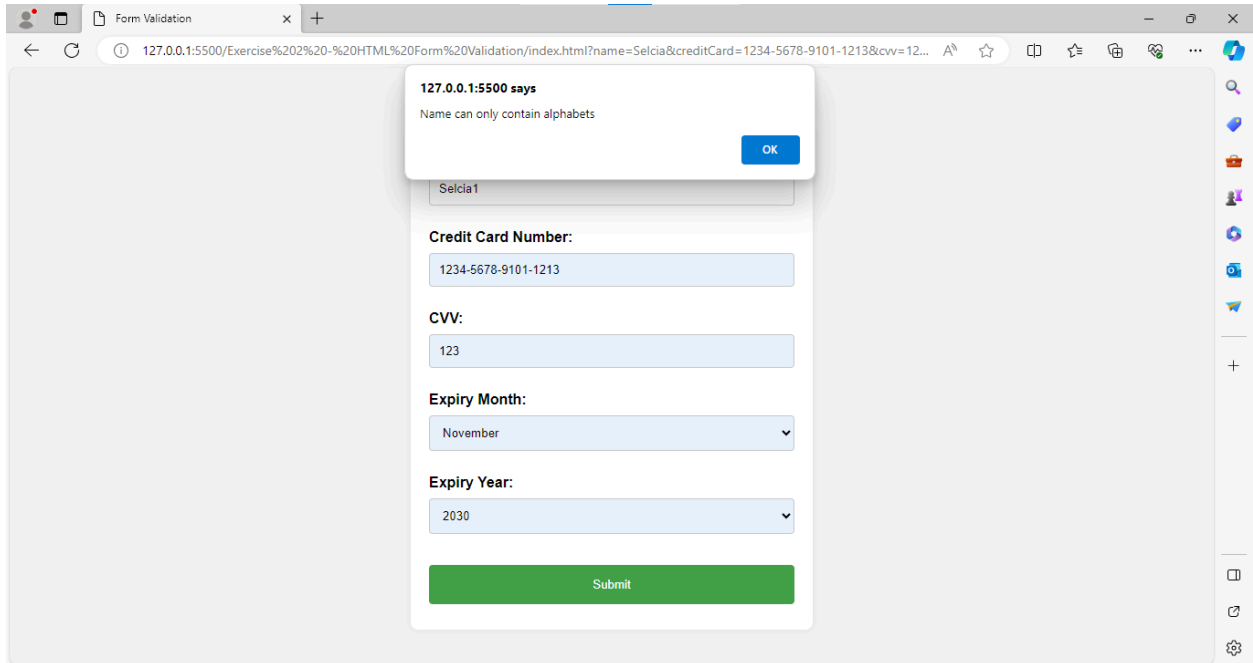 Form Validation
127.0.0.1:5500/Exercise%202%20-%20HTML%20Form%20Validation/index.html?name=Selcia&creditCard=1234-5678-9101-1213&cvv=12...
127.0.0.1:5500 says
Name can only contain alphabets
OK
Selcia1
Credit Card Number:
1234-5678-9101-1213
CVV:
123
Expiry Month:
November
Expiry Year:
2030
Submit